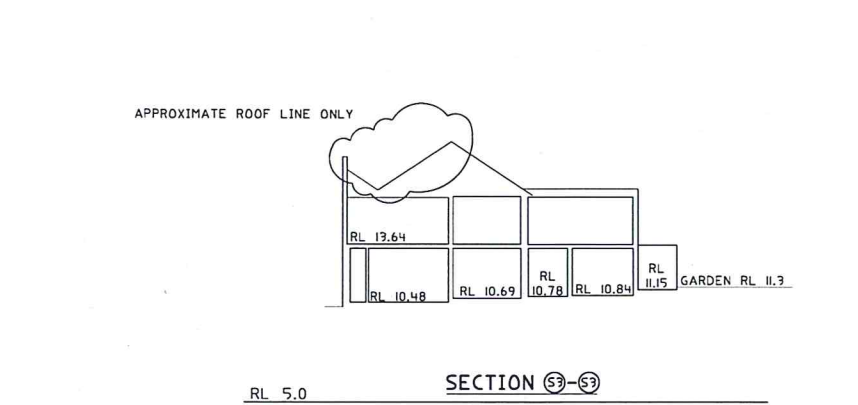 APPROXIMATE ROOF LINE ONLY
RL 13.64
RL 10.48
RL 10.69
RL
10.78
RL 10.84
RL
11.15
GARDEN RL 11.3
SECTION S3-S3
RL 5.0